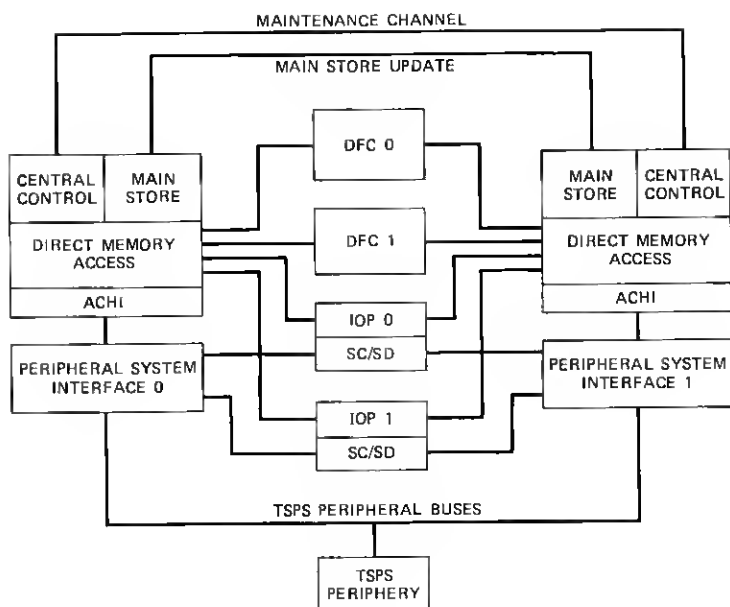 MAINTENANCE CHANNEL
MAIN STORE UPDATE
DFC 0
CENTRAL CONTROL
MAIN STORE
MAIN STORE
CENTRAL CONTROL
DFC 1
DIRECT MEMORY ACCESS
DIRECT MEMORY ACCESS
ACHI
ACHI
IOP 0
SC/SD
PERIPHERAL SYSTEM
INTERFACE 0
PERIPHERAL SYSTEM
INTERFACE 1
IOP 1
SC/SD
TSPS PERIPHERAL BUSES
TSPS
PERIPHERY